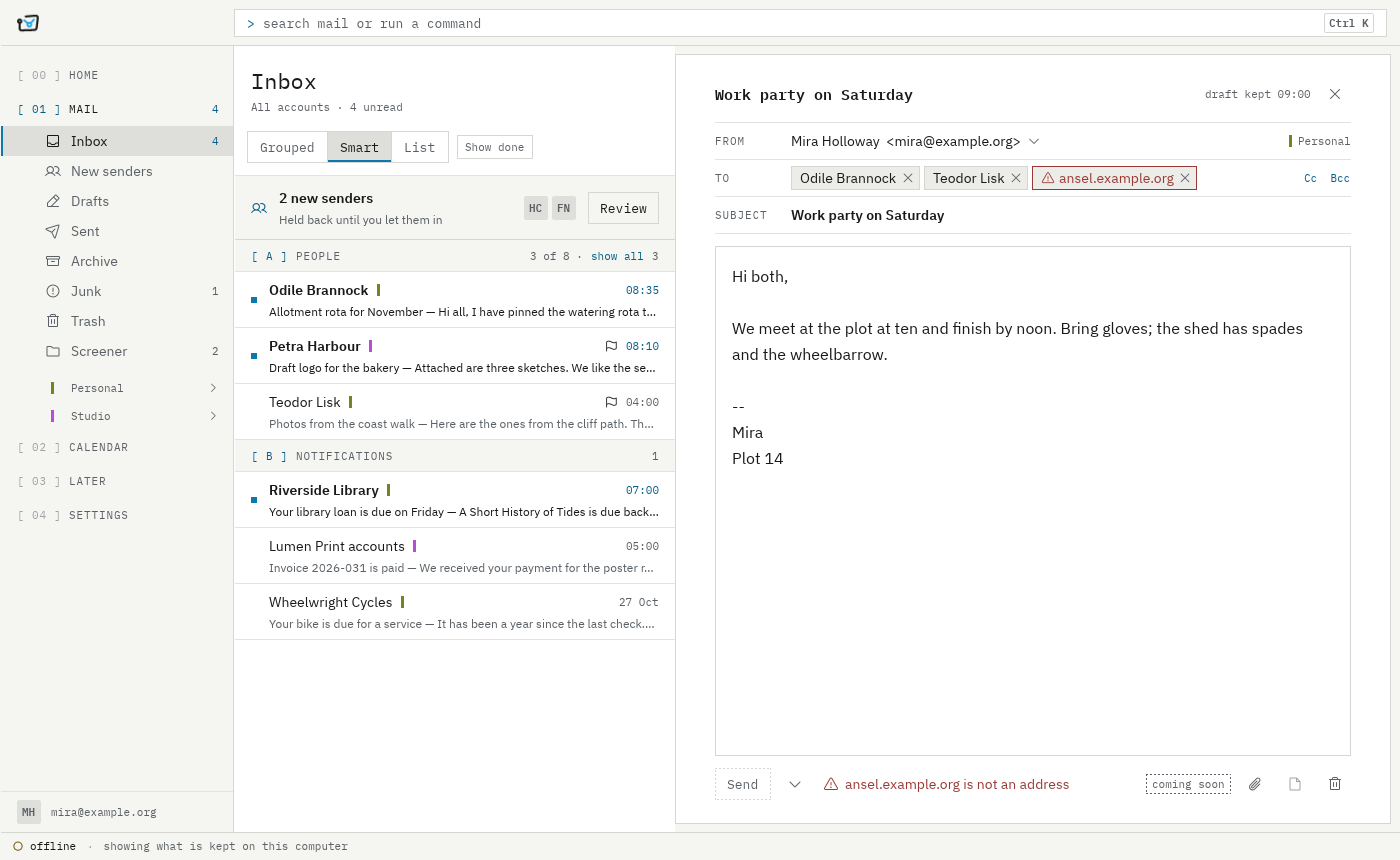 > search mail or run a command Ctrl K
[ 00 ] HOME
[ 01 ] MAIL 4
Inbox 4
New senders
Drafts
Sent
Archive
Junk 1
Trash
Screener 2
Personal
Studio
[ 02 ] CALENDAR
[ 03 ] LATER
[ 04 ] SETTINGS
MH mira@example.org
Inbox
All accounts · 4 unread
Grouped Smart List Show done
2 new senders
Held back until you let them in
HC FN Review
[ A ] PEOPLE 3 of 8 · show all 3
Odile Brannock 08:35
Allotment rota for November — Hi all, I have pinned the watering rota t...
Petra Harbour 08:10
Draft logo for the bakery — Attached are three sketches. We like the se...
Teodor Lisk 04:00
Photos from the coast walk — Here are the ones from the cliff path. Th...
[ B ] NOTIFICATIONS 1
Riverside Library 07:00
Your library loan is due on Friday — A Short History of Tides is due back...
Lumen Print accounts 05:00
Invoice 2026-031 is paid — We received your payment for the poster r...
Wheelwright Cycles 27 Oct
Your bike is due for a service — It has been a year since the last check....
Work party on Saturday draft kept 09:00
FROM Mira Holloway <mira@example.org> Personal
TO Odile Brannock Teodor Lisk ansel.example.org Cc Bcc
SUBJECT Work party on Saturday
Hi both,
We meet at the plot at ten and finish by noon. Bring gloves; the shed has spades
and the wheelbarrow.
--
Mira
Plot 14
Send ansel.example.org is not an address coming soon
offline · showing what is kept on this computer